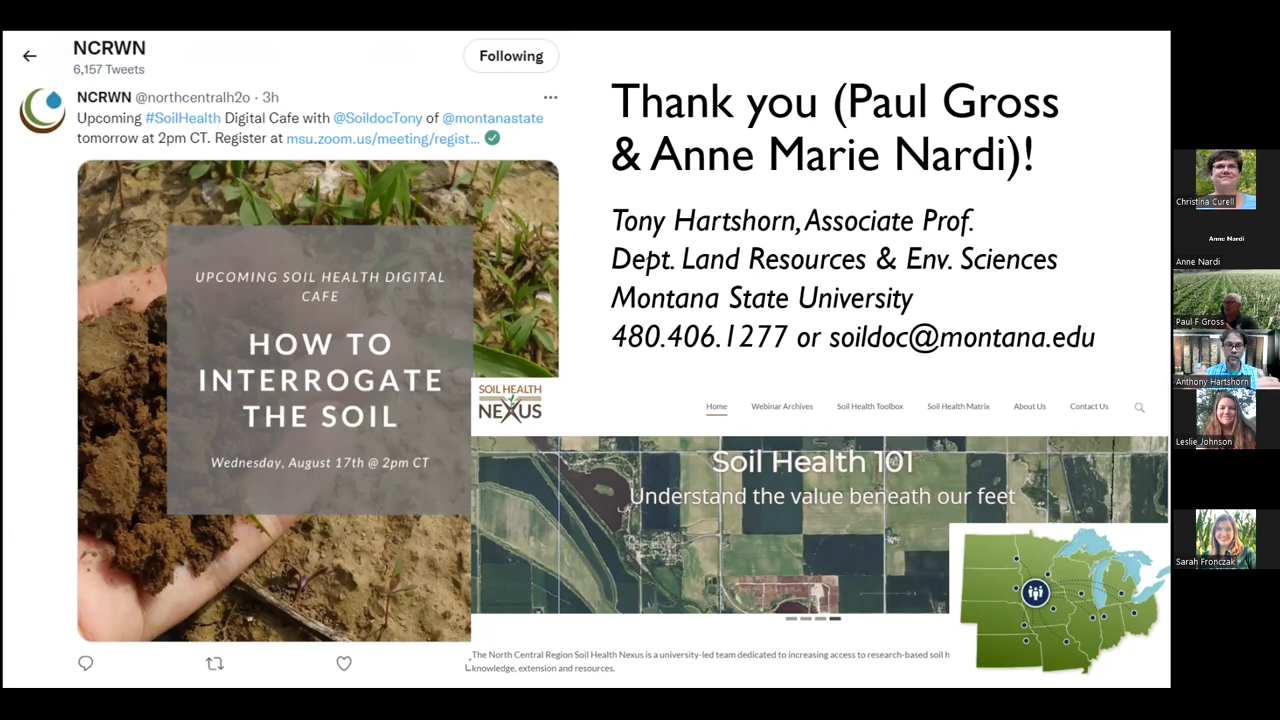 NCRWN
6,157 Tweets
Following
NCRWN @northcentralh2o · 3h
Upcoming #SoilHealth Digital Cafe with @SoildocTony of @montanastate
tomorrow at 2pm CT. Register at msu.zoom.us/meeting/regist...
UPCOMING SOIL HEALTH DIGITAL
CAFE
HOW TO
INTERROGATE
THE SOIL
Wednesday, August 17th @ 2pm CT
Thank you (Paul Gross
& Anne Marie Nardi)!
Tony Hartshorn, Associate Prof.
Dept. Land Resources & Env. Sciences
Montana State University
480.406.1277 or soildoc@montana.edu
SOIL HEALTH
NEXUS
Home Webinar Archives Soil Health Toolbox Soil Health Matrix About Us Contact Us
Soil Health 101
Understand the value beneath our feet
The North Central Region Soil Health Nexus is a university-led team dedicated to increasing access to research-based soil h
knowledge, extension and resources.
Christina Curell
Anne Nardi
Anne Nardi
Paul F Gross
Anthony Hartshorn
Leslie Johnson
Sarah Fronczak